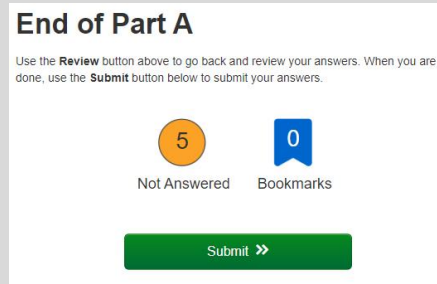 End of Part A
Use the Review button above to go back and review your answers. When you are
done, use the Submit button below to submit your answers.
5
0
Not Answered
Bookmarks
Submit »